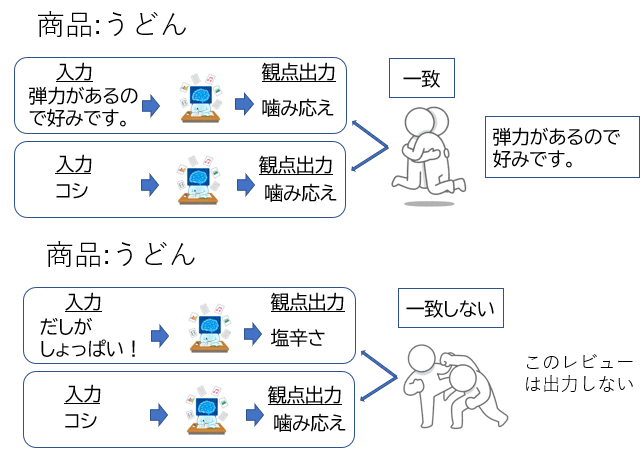 商品:うどん
入力
弾力があるの
で好みです。
観点出力
噛み応え
入力
コシ
観点出力
噛み応え
一致
弾力があるので
好みです。
商品:うどん
入力
だしが
しょっぱい！
観点出力
塩辛さ
入力
コシ
観点出力
噛み応え
一致しない
このレビュー
は出力しない